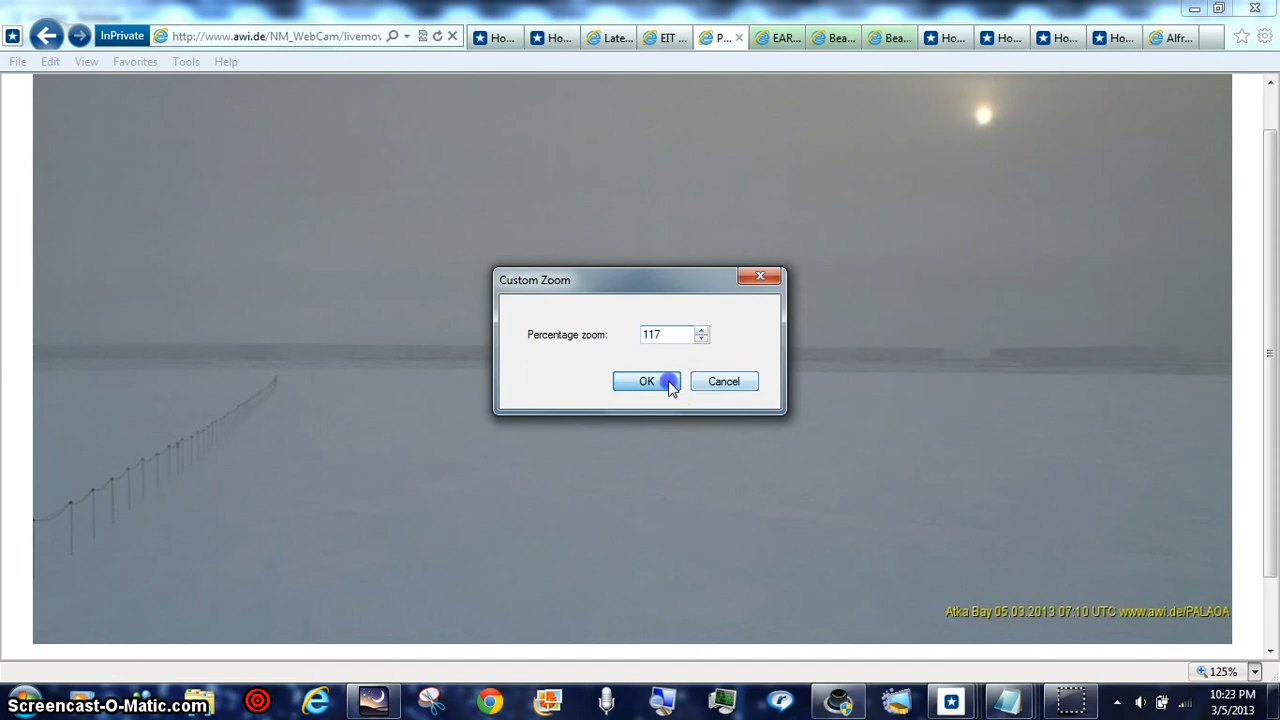 InPrivate
http://www.awi.de/NM_WebCam/livemov
Ho...
Ho...
Late...
EIT ...
P...
EAR...
Bea...
Bea...
Ho...
Ho...
Ho...
Ho...
Alfr...
File Edit View Favorites Tools Help
Custom Zoom
Percentage zoom: 117
OK Cancel
Atka Bay 05.03.2013 07:10 UTC www.awi.de/PALAOA
125%
Screencast-O-Matic.com
10:23 PM
3/5/2013